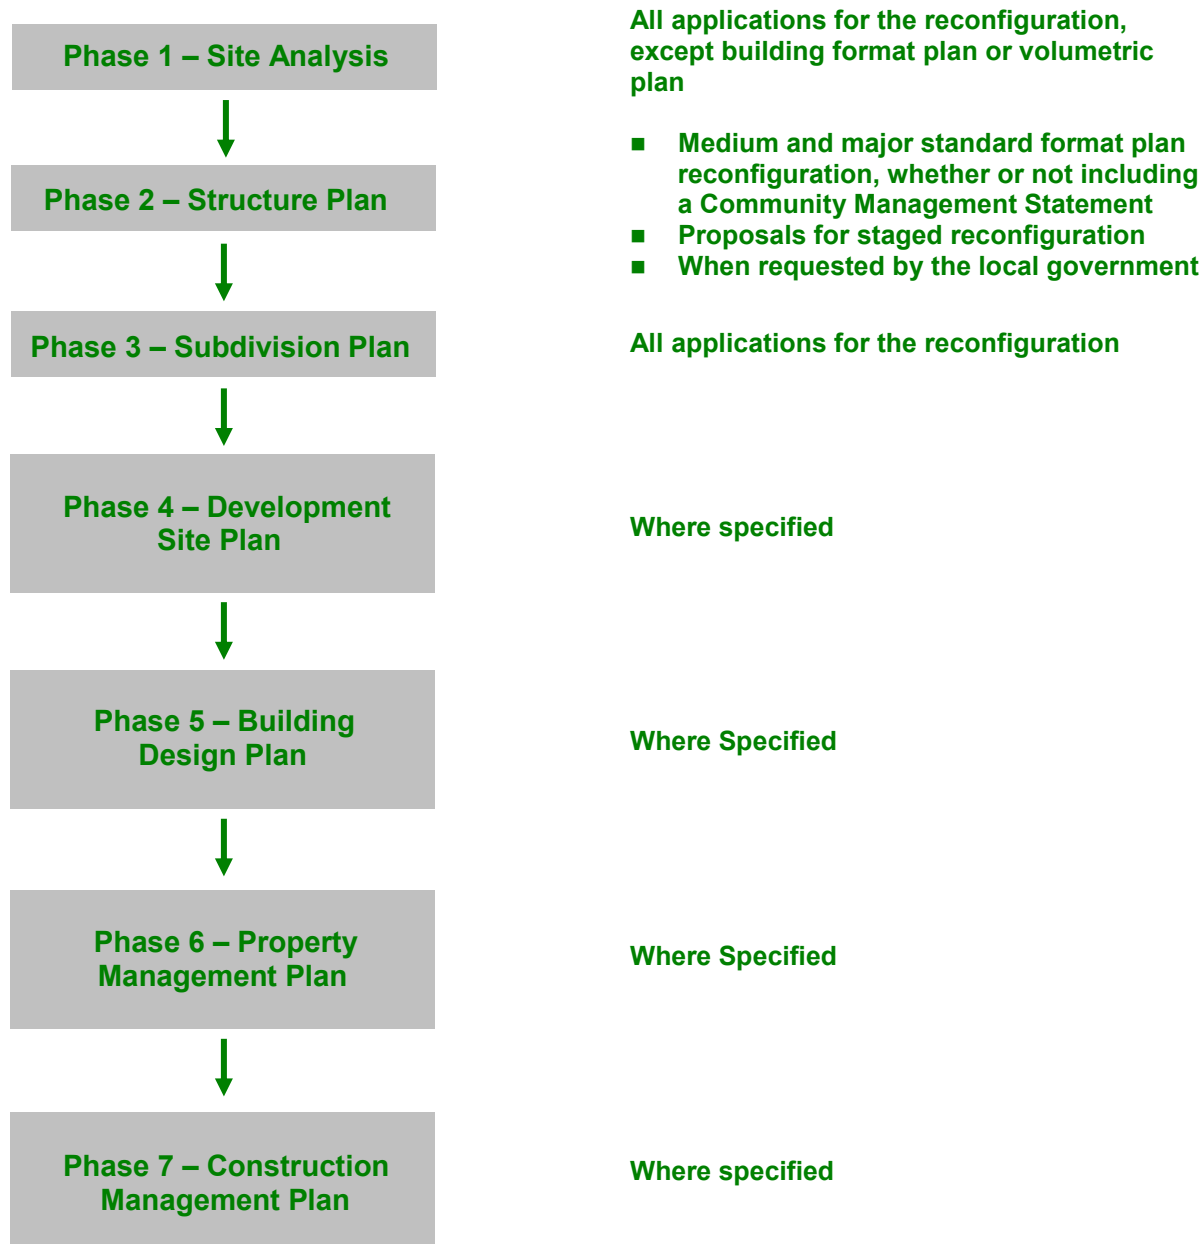 Phase 1 – Site Analysis
All applications for the reconfiguration,
except building format plan or volumetric
plan
Phase 2 – Structure Plan
■ Medium and major standard format plan
reconfiguration, whether or not including
a Community Management Statement
■ Proposals for staged reconfiguration
■ When requested by the local government
Phase 3 – Subdivision Plan
All applications for the reconfiguration
Phase 4 – Development
Site Plan
Where specified
Phase 5 – Building
Design Plan
Where Specified
Phase 6 – Property
Management Plan
Where Specified
Phase 7 – Construction
Management Plan
Where specified